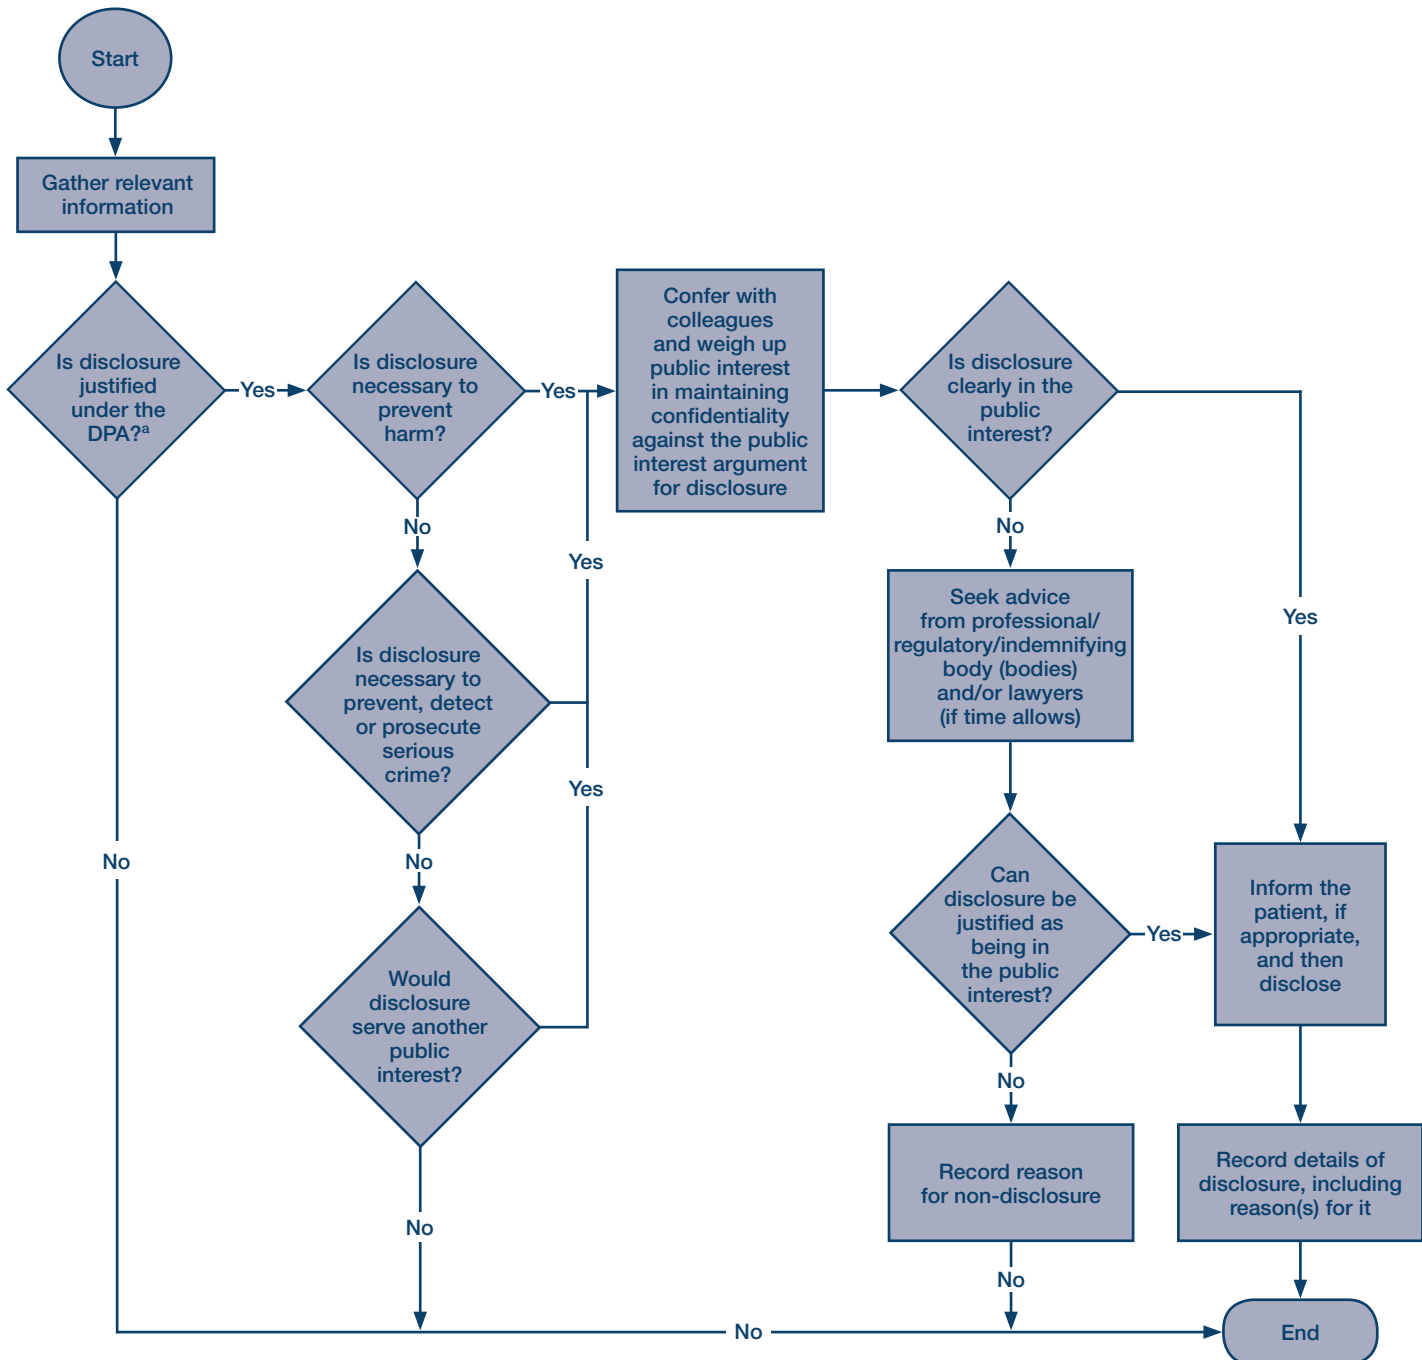 Start
Gather relevant
information
Is disclosure
justified
under the
DPA?ª
Yes
Is disclosure
necessary to
prevent
harm?
Yes
Confer with
colleagues
and weigh up
public interest
in maintaining
confidentiality
against the public
interest argument
for disclosure
Is disclosure
clearly in the
public
interest?
No
No
Yes
Seek advice
from professional/
regulatory/indemnifying
body (bodies)
and/or lawyers
(if time allows)
Yes
Is disclosure
necessary to
prevent, detect
or prosecute
serious
crime?
Yes
No
No
Can
disclosure be
justified as
being in
the public
interest?
Yes
Inform the
patient, if
appropriate,
and then
disclose
Would
disclosure
serve another
public
interest?
No
Record reason
for non-disclosure
Record details of
disclosure, including
reason(s) for it
No
No
No
End